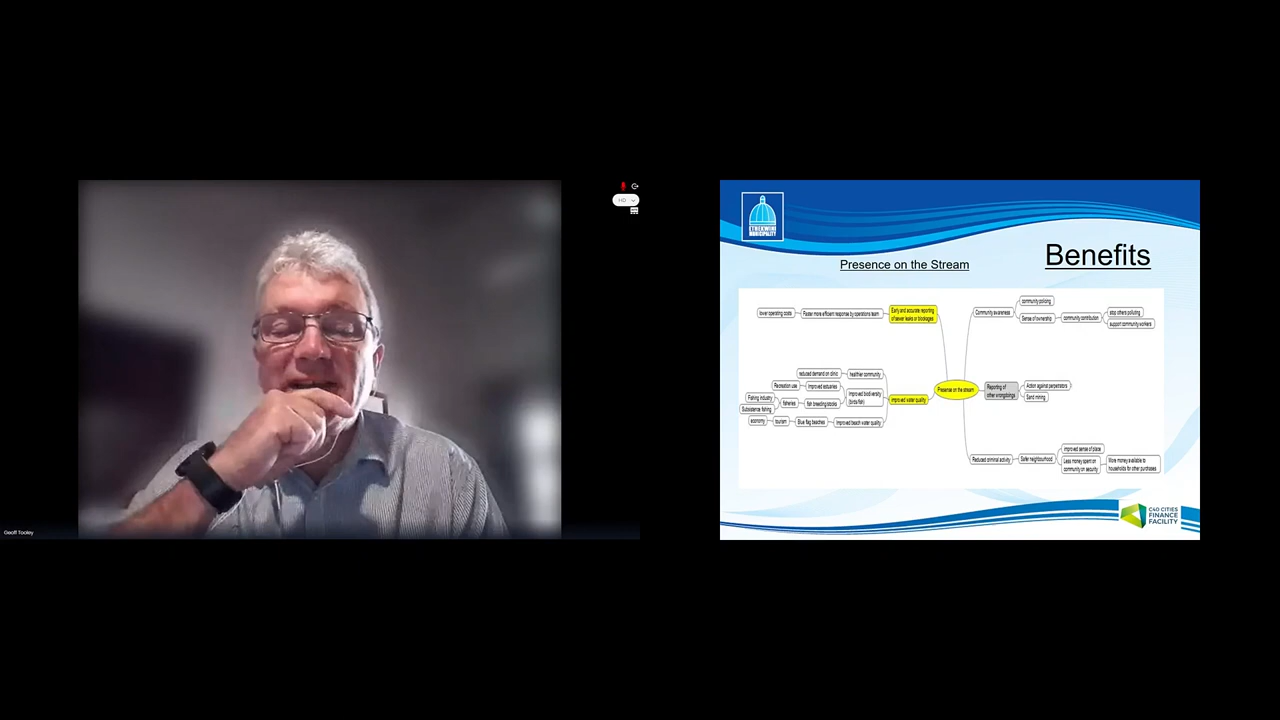 HD
Geoff Tooley
ETHEKWINI
MUNICIPALITY
Benefits
Presence on the Stream
lower operating costs
Faster more efficient response by operations team
Early and accurate reporting
of sewer leaks or blockages
Community awareness
community policing
Sense of ownership
community contribution
stop others polluting
support community workers
reduced demand on clinic
healthier community
Recreation use
improved estuaries
Fishing industry
Subsistense fishing
fisheries
fish breeding stocks
improved biodiversity
(birds/fish)
economy
tourism
Blue flag beaches
Improved beach water quality
improved water quality
Presence on the stream
Reporting of
other wrongdoings
Action against perpetrators
Sand mining
Reduced criminal activity
Safer neighbourhood
improved sense of place
Less money spent on
community on security
More money available to
households for other purchases
C40 CITIES
FINANCE
FACILITY